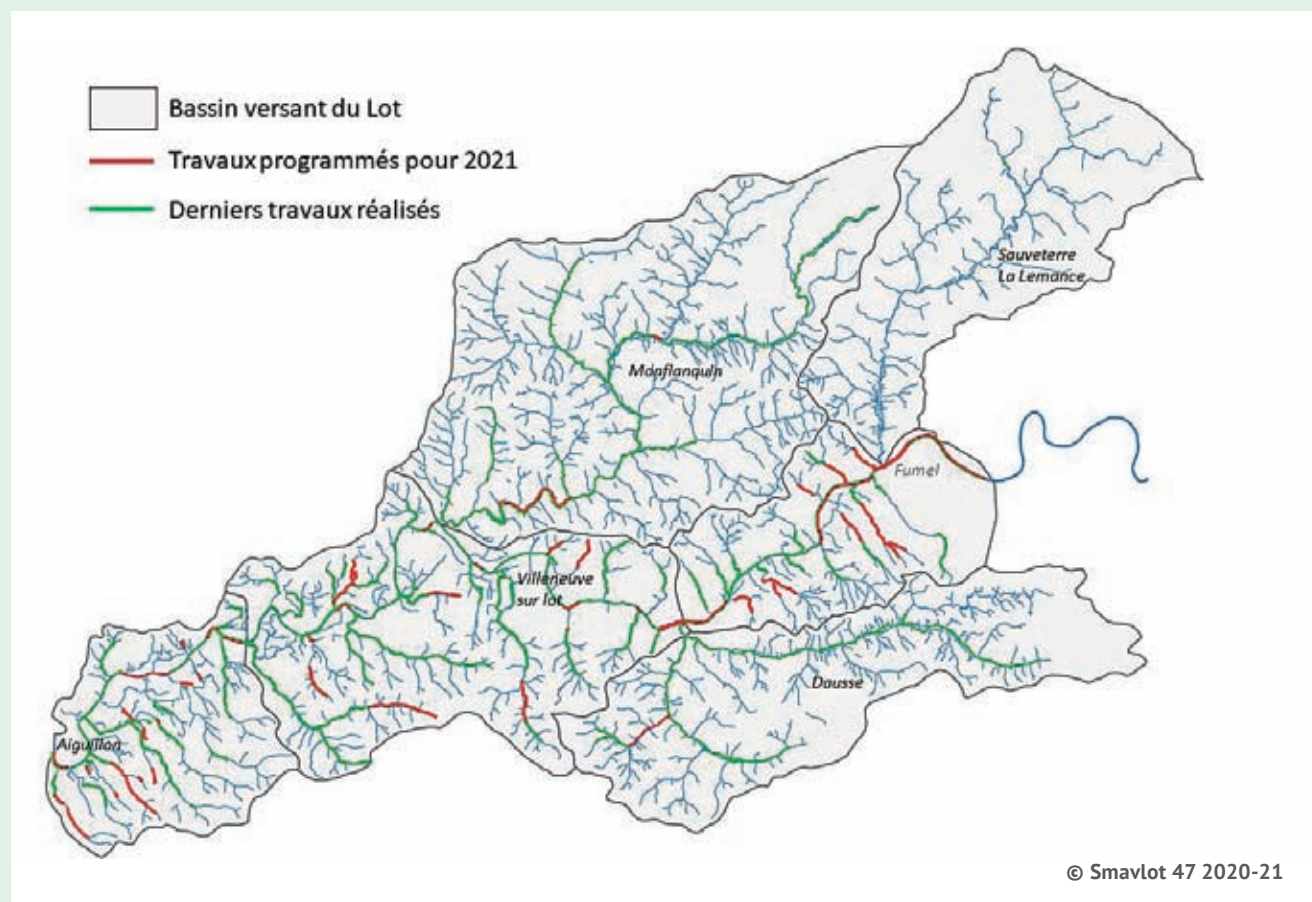 Bassin versant du Lot
Travaux programmés pour 2021
Derniers travaux réalisés
Sauveterre
La Lemance
Monflanquin
Fumel
Villeneuve
sur lot
Dausse
Aiguillon
© Smavlot 47 2020-21